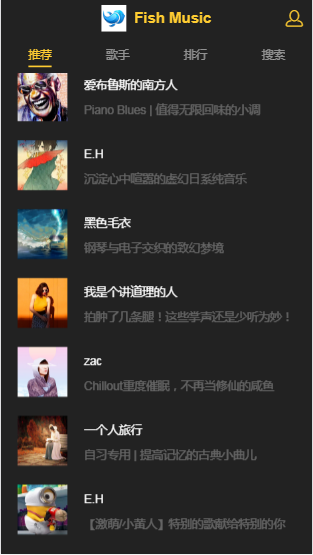 Fish Music
推荐
歌手
排行
搜索
爱布鲁斯的南方人
Piano Blues | 值得无限回味的小调
E.H
沉淀心中喧嚣的虚幻日系纯音乐
黑色毛衣
钢琴与电子交织的致幻梦境
我是个讲道理的人
拍肿了几条腿！这些掌声还是少听为妙！
zac
Chillout重度催眠，不再当修仙的咸鱼
一个人旅行
自习专用 | 提高记忆的古典小曲儿
E.H
【激萌/小黄人】特别的歌献给特别的你